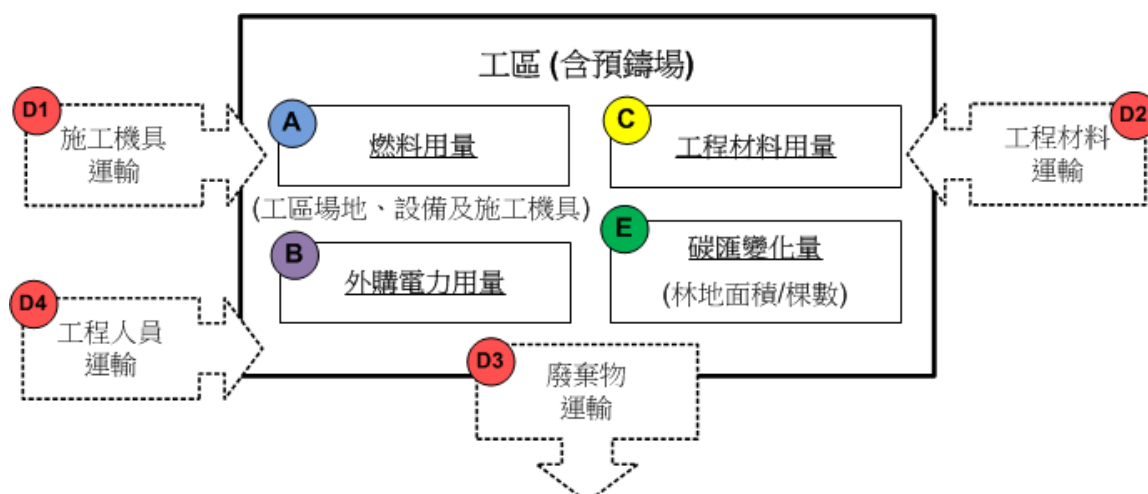 工區 (含預鑄場)
D1
施工機具
運輸
A
燃料用量
(工區場地、設備及施工機具)
B
外購電力用量
C
工程材料用量
E
碳匯變化量
(林地面積/棵數)
D2
工程材料
運輸
D4
工程人員
運輸
D3
廢棄物
運輸